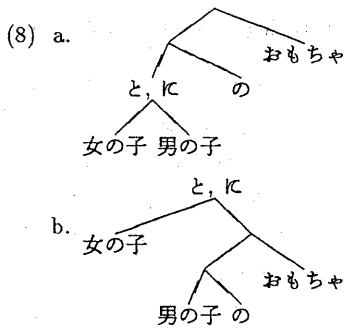 (8) a.
おもちゃ
と, に の
女の子 男の子
と, に
b.
女の子
おもちゃ
男の子 の